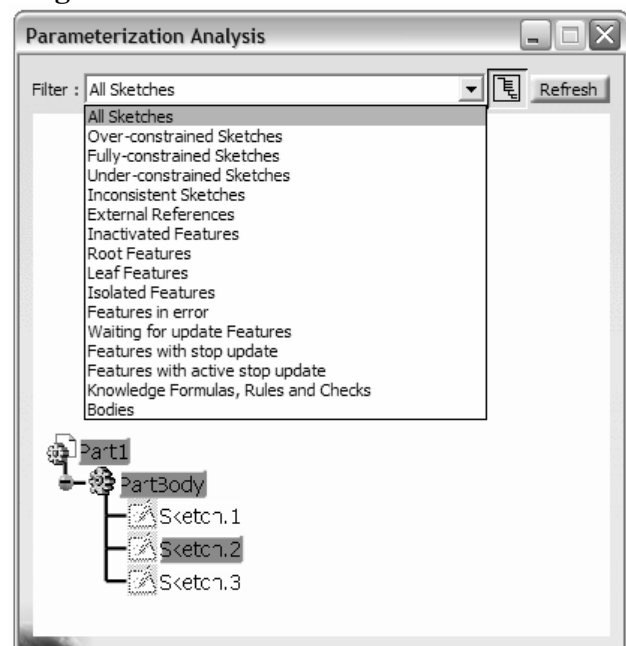 Parameterization Analysis
Filter : All Sketches Refresh
All Sketches
Over-constrained Sketches
Fully-constrained Sketches
Under-constrained Sketches
Inconsistent Sketches
External References
Inactivated Features
Root Features
Leaf Features
Isolated Features
Features in error
Waiting for update Features
Features with stop update
Features with active stop update
Knowledge Formulas, Rules and Checks
Bodies
Part1
PartBody
Sketch.1
Sketch.2
Sketch.3